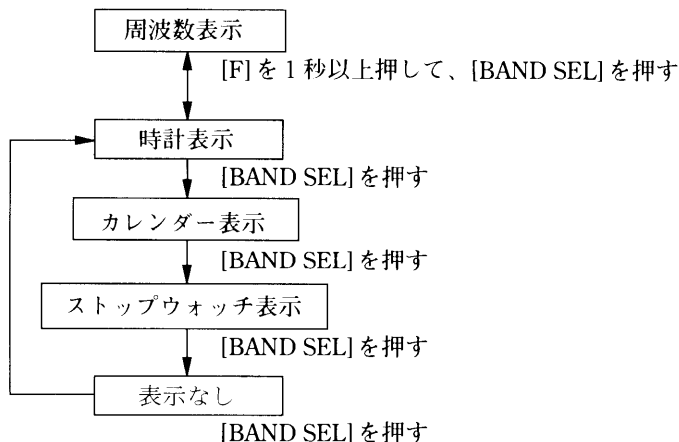 周波数表示
[F]を1秒以上押して、[BAND SEL]を押す
時計表示
[BAND SEL]を押す
カレンダー表示
[BAND SEL]を押す
ストップウォッチ表示
[BAND SEL]を押す
表示なし
[BAND SEL]を押す